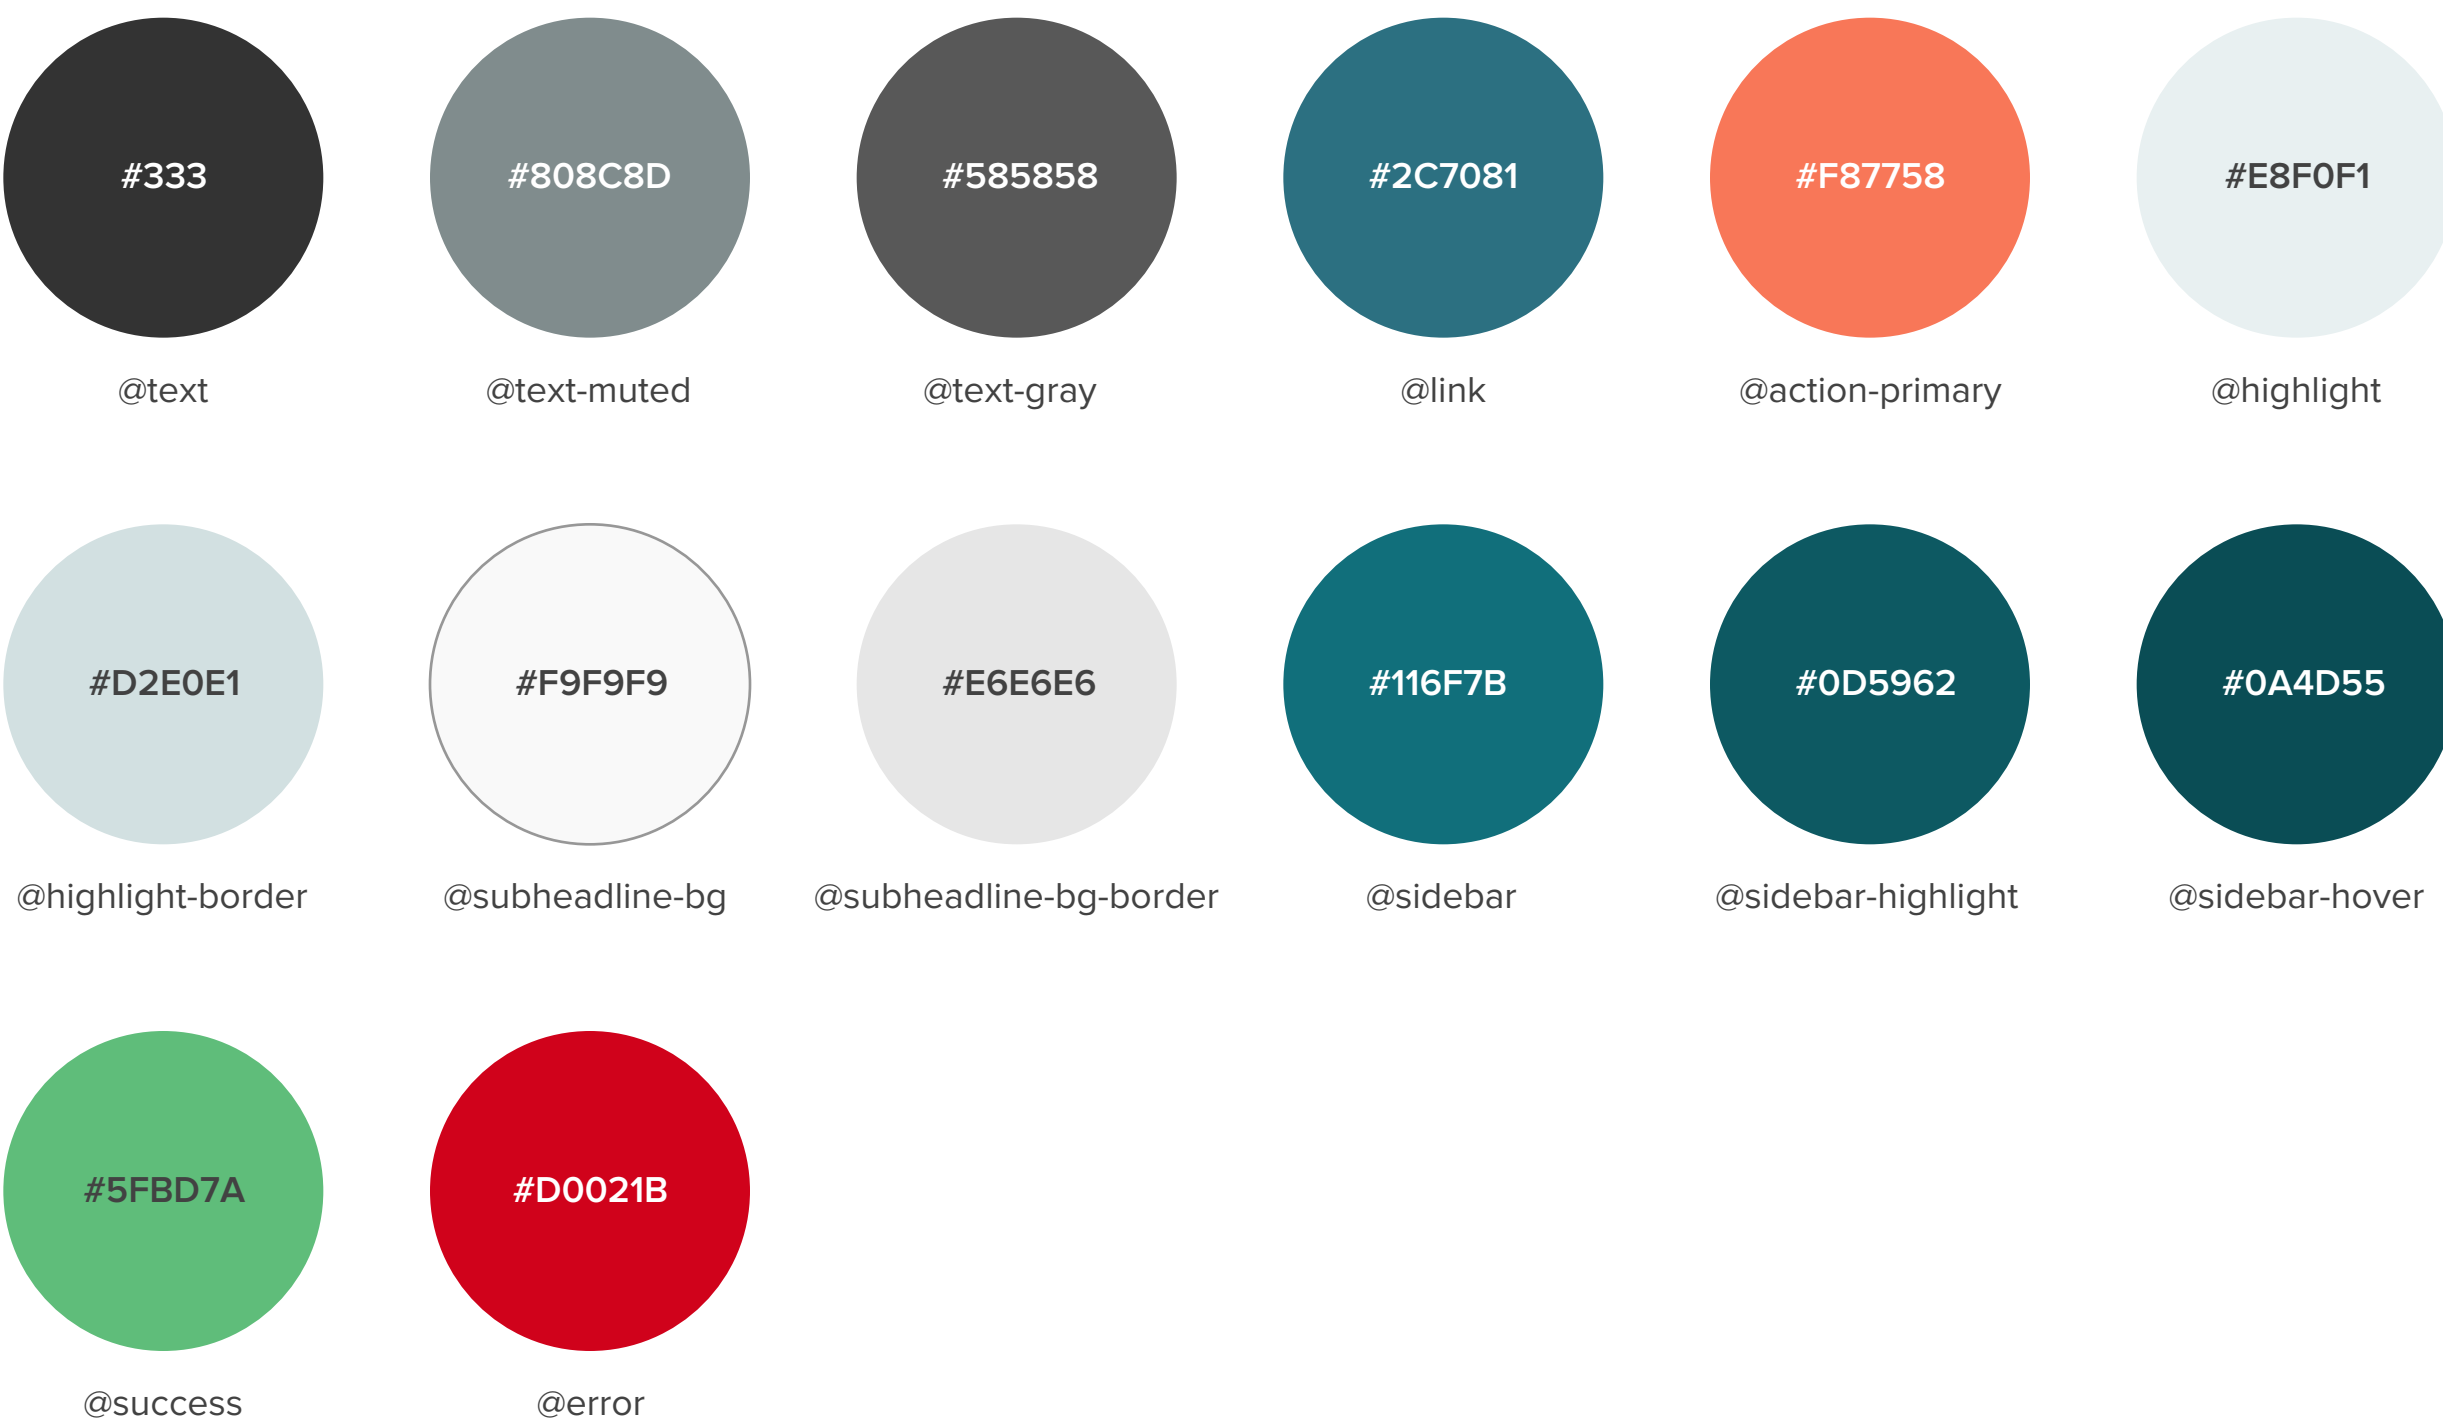 #333 #808C8D #585858 #2C7081 #F87758 #E8F0F1
@text @text-muted @text-gray @link @action-primary @highlight
#D2E0E1 #F9F9F9 #E6E6E6 #116F7B #0D5962 #0A4D55
@highlight-border @subheadline-bg @subheadline-bg-border @sidebar @sidebar-highlight @sidebar-hover
#5FBD7A #D0021B
@success @error